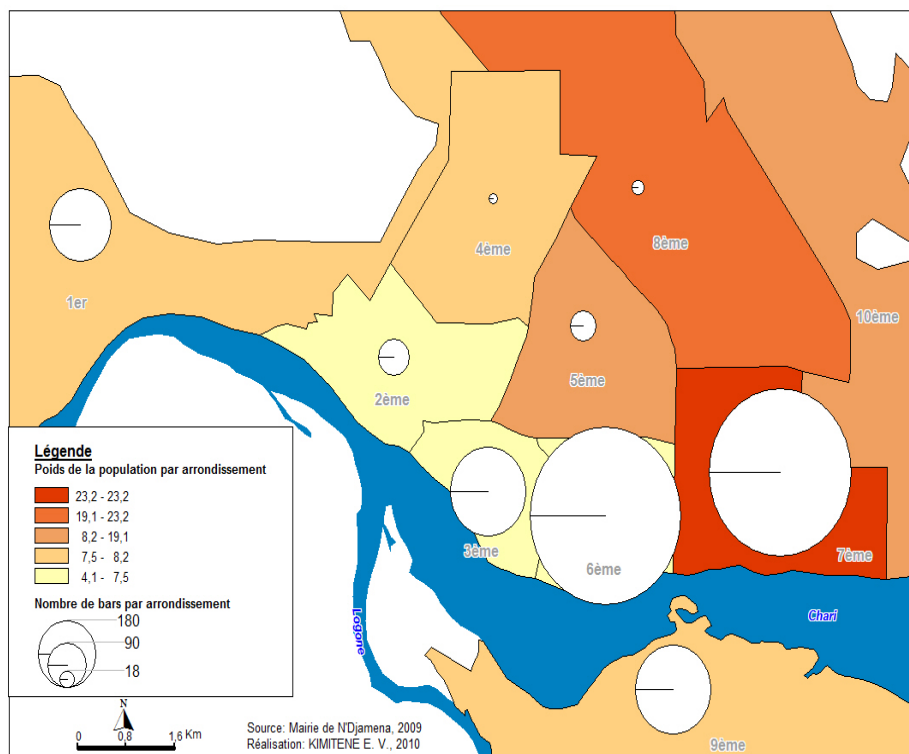 4ème
8ème
1er
10ème
5ème
2ème
3ème
7ème
6ème
Légende
Poids de la population par arrondissement
23,2 - 23,2
19,1 - 23,2
8,2 - 19,1
7,5 - 8,2
4,1 - 7,5
Nombre de bars par arrondissement
180
90
18
Logone
Chari
N
0 0,8 1,6 Km
Source: Mairie de N'Djamena, 2009
Réalisation: KIMITENE E. V., 2010
9ème